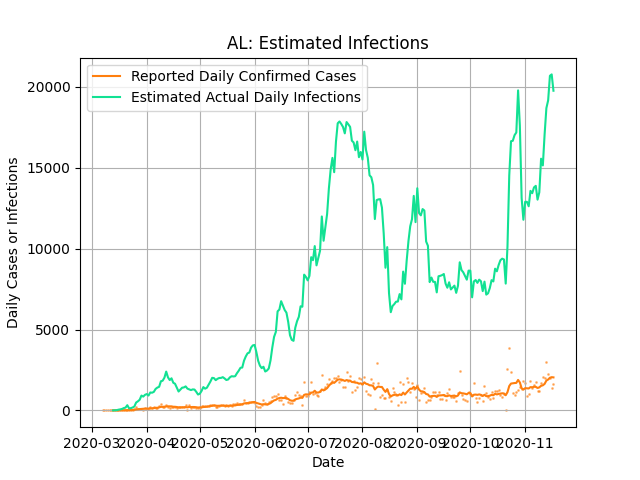 AL: Estimated Infections
Reported Daily Confirmed Cases
Estimated Actual Daily Infections
20000
15000
10000
5000
0
Daily Cases or Infections
2020-03 2020-04 2020-05 2020-06 2020-07 2020-08 2020-09 2020-10 2020-11
Date